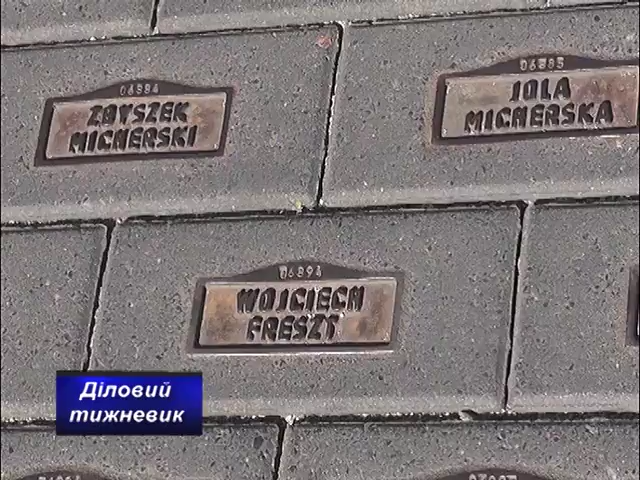 06884
ZBYSZEK
MICHERSKI
06885
JOLA
MICHERSKA
06894
WOJCIECH
FRESZT
Діловий
тижневик